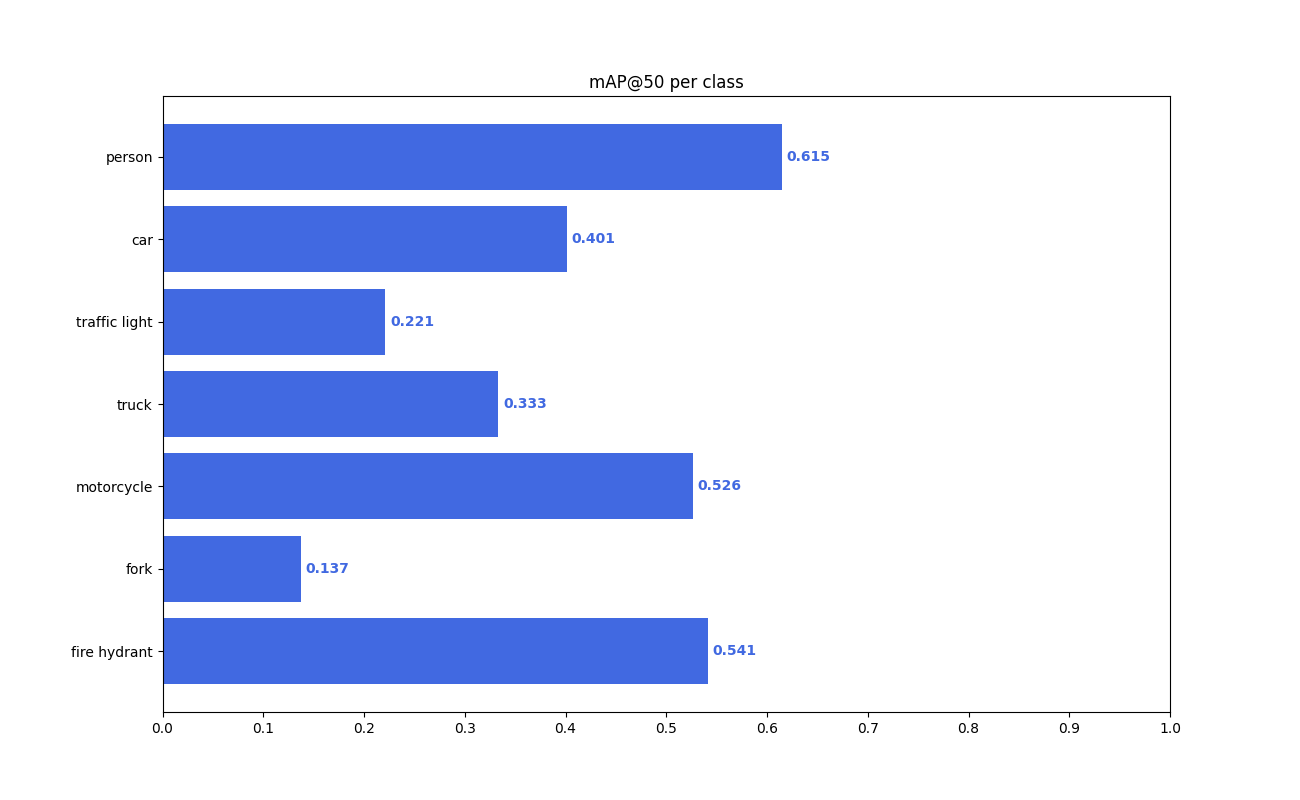 mAP@50 per class
person 0.615
car 0.401
traffic light 0.221
truck 0.333
motorcycle 0.526
fork 0.137
fire hydrant 0.541
0.0 0.1 0.2 0.3 0.4 0.5 0.6 0.7 0.8 0.9 1.0